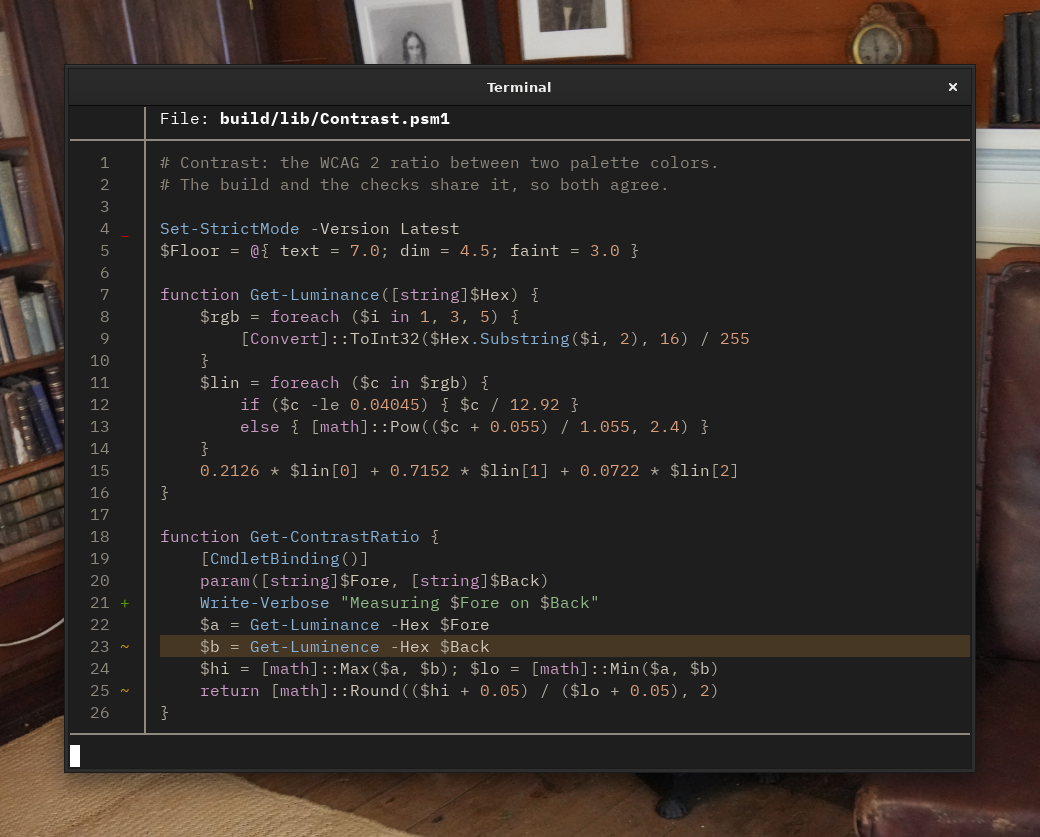 Terminal ×
File: build/lib/Contrast.psm1
1 # Contrast: the WCAG 2 ratio between two palette colors.
2 # The build and the checks share it, so both agree.
3
4 _ Set-StrictMode -Version Latest
5 $Floor = @{ text = 7.0; dim = 4.5; faint = 3.0 }
6
7 function Get-Luminance([string]$Hex) {
8     $rgb = foreach ($i in 1, 3, 5) {
9         [Convert]::ToInt32($Hex.Substring($i, 2), 16) / 255
10     }
11     $lin = foreach ($c in $rgb) {
12         if ($c -le 0.04045) { $c / 12.92 }
13         else { [math]::Pow(($c + 0.055) / 1.055, 2.4) }
14     }
15     0.2126 * $lin[0] + 0.7152 * $lin[1] + 0.0722 * $lin[2]
16 }
17
18 function Get-ContrastRatio {
19     [CmdletBinding()]
20     param([string]$Fore, [string]$Back)
21 +     Write-Verbose "Measuring $Fore on $Back"
22     $a = Get-Luminance -Hex $Fore
23 ~     $b = Get-Luminence -Hex $Back
24     $hi = [math]::Max($a, $b); $lo = [math]::Min($a, $b)
25 ~     return [math]::Round(($hi + 0.05) / ($lo + 0.05), 2)
26 }